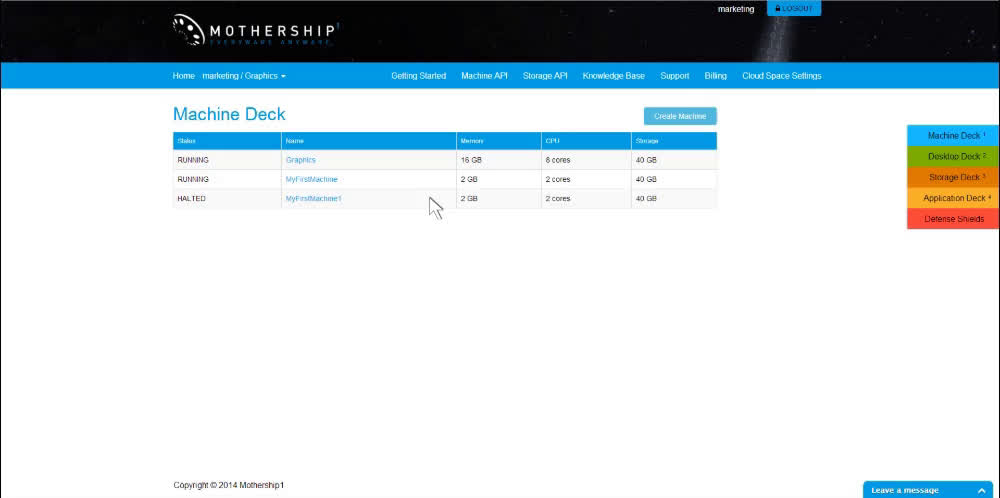 marketing LOGOUT
MOTHERSHIP1
EVERYWARE ANYWARE
Home marketing / Graphics Getting Started Machine API Storage API Knowledge Base Support Billing Cloud Space Settings
Machine Deck Create Machine
Status Name Memory CPU Storage
RUNNING Graphics 16 GB 8 cores 40 GB
RUNNING MyFirstMachine 2 GB 2 cores 40 GB
HALTED MyFirstMachine1 2 GB 2 cores 40 GB
Machine Deck 1
Desktop Deck 2
Storage Deck 3
Application Deck 4
Defense Shields
Copyright © 2014 Mothership1
Leave a message